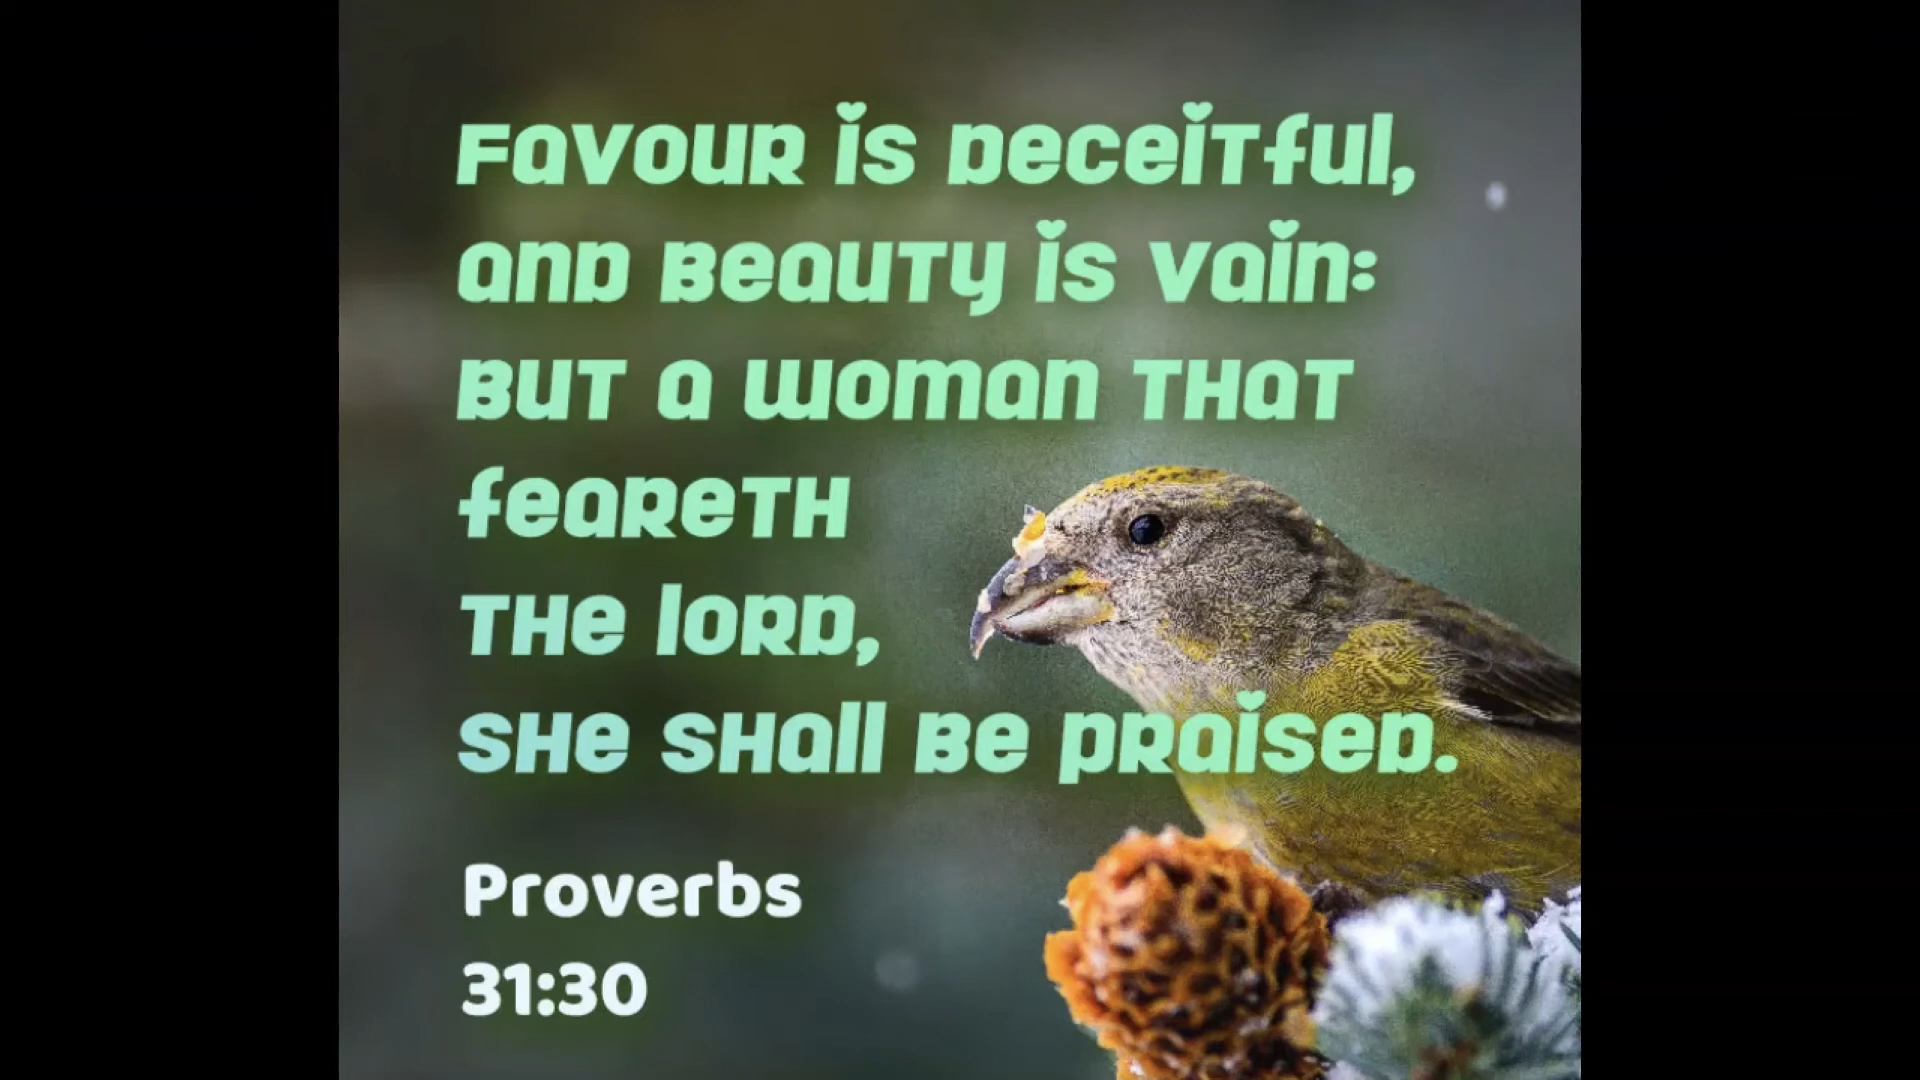 Favour is deceitful,
and beauty is vain:
but a woman that
feareth
the lord,
she shall be praised.
Proverbs
31:30